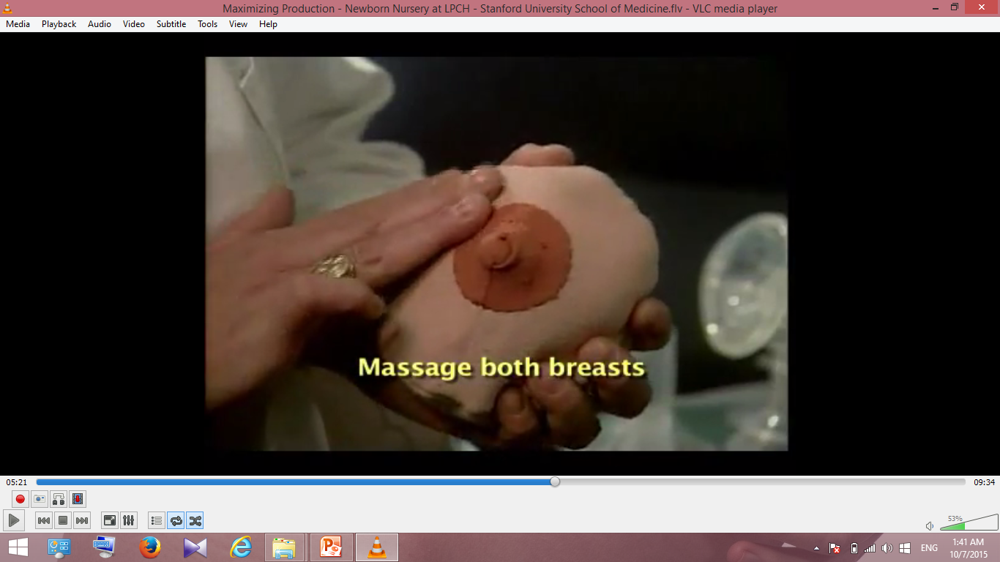 Maximizing Production - Newborn Nursery at LPCH - Stanford University School of Medicine.flv - VLC media player
Media Playback Audio Video Subtitle Tools View Help
Massage both breasts
05:21 09:34
53%
ENG 1:41 AM
10/7/2015